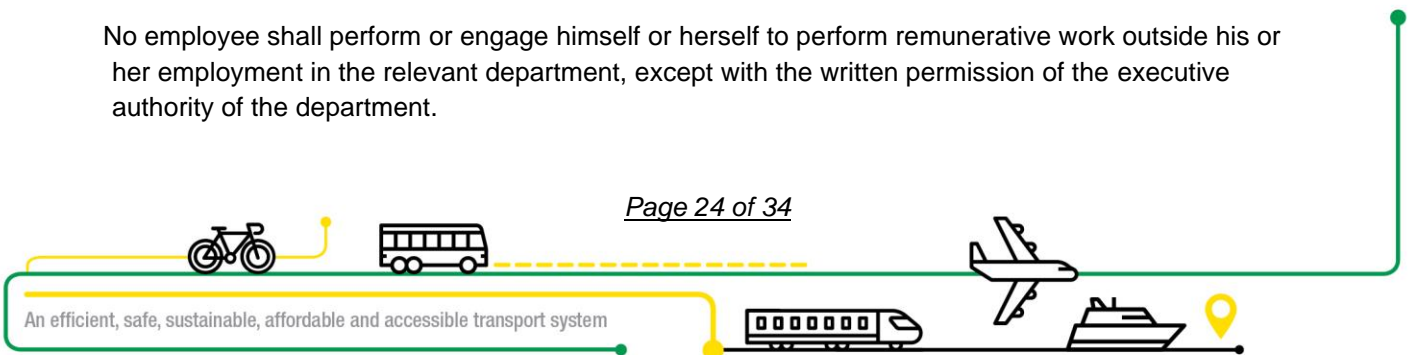 No employee shall perform or engage himself or herself to perform remunerative work outside his or
her employment in the relevant department, except with the written permission of the executive
authority of the department.
Page 24 of 34
An efficient, safe, sustainable, affordable and accessible transport system